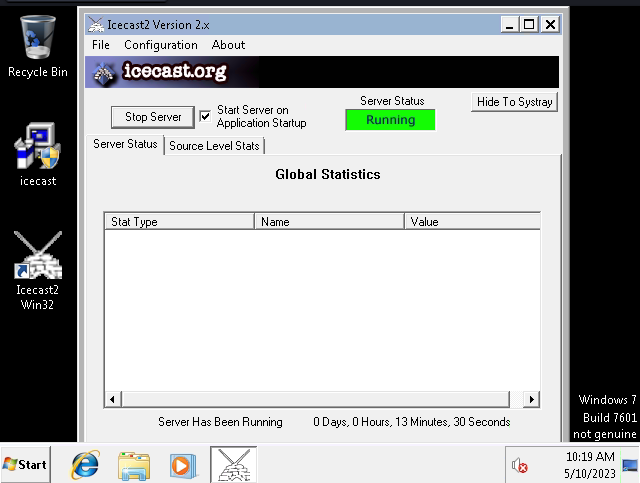 Icecast2 Version 2.x
File Configuration About
icecast.org
Stop Server
Start Server on
Application Startup
Server Status
Running
Hide To Systray
Server Status
Source Level Stats
Global Statistics
Stat Type Name Value
Server Has Been Running 0 Days, 0 Hours, 13 Minutes, 30 Seconds
Recycle Bin
icecast
Icecast2
Win32
Windows 7
Build 7601
not genuine
Start
10:19 AM
5/10/2023